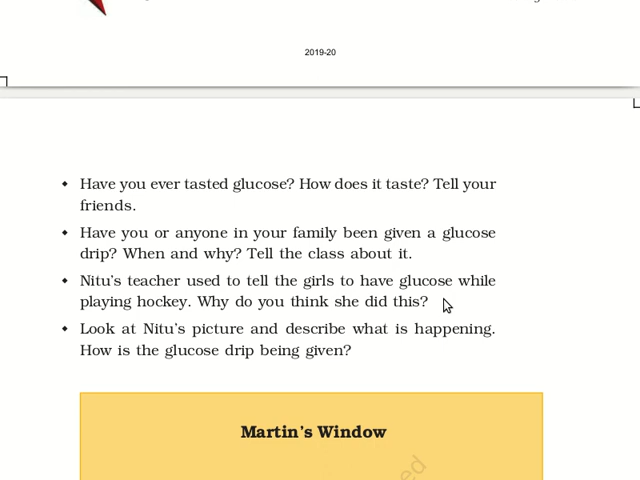 2019-20
◆ Have you ever tasted glucose? How does it taste? Tell your
friends.
◆ Have you or anyone in your family been given a glucose
drip? When and why? Tell the class about it.
◆ Nitu's teacher used to tell the girls to have glucose while
playing hockey. Why do you think she did this?
◆ Look at Nitu's picture and describe what is happening.
How is the glucose drip being given?
Martin's Window